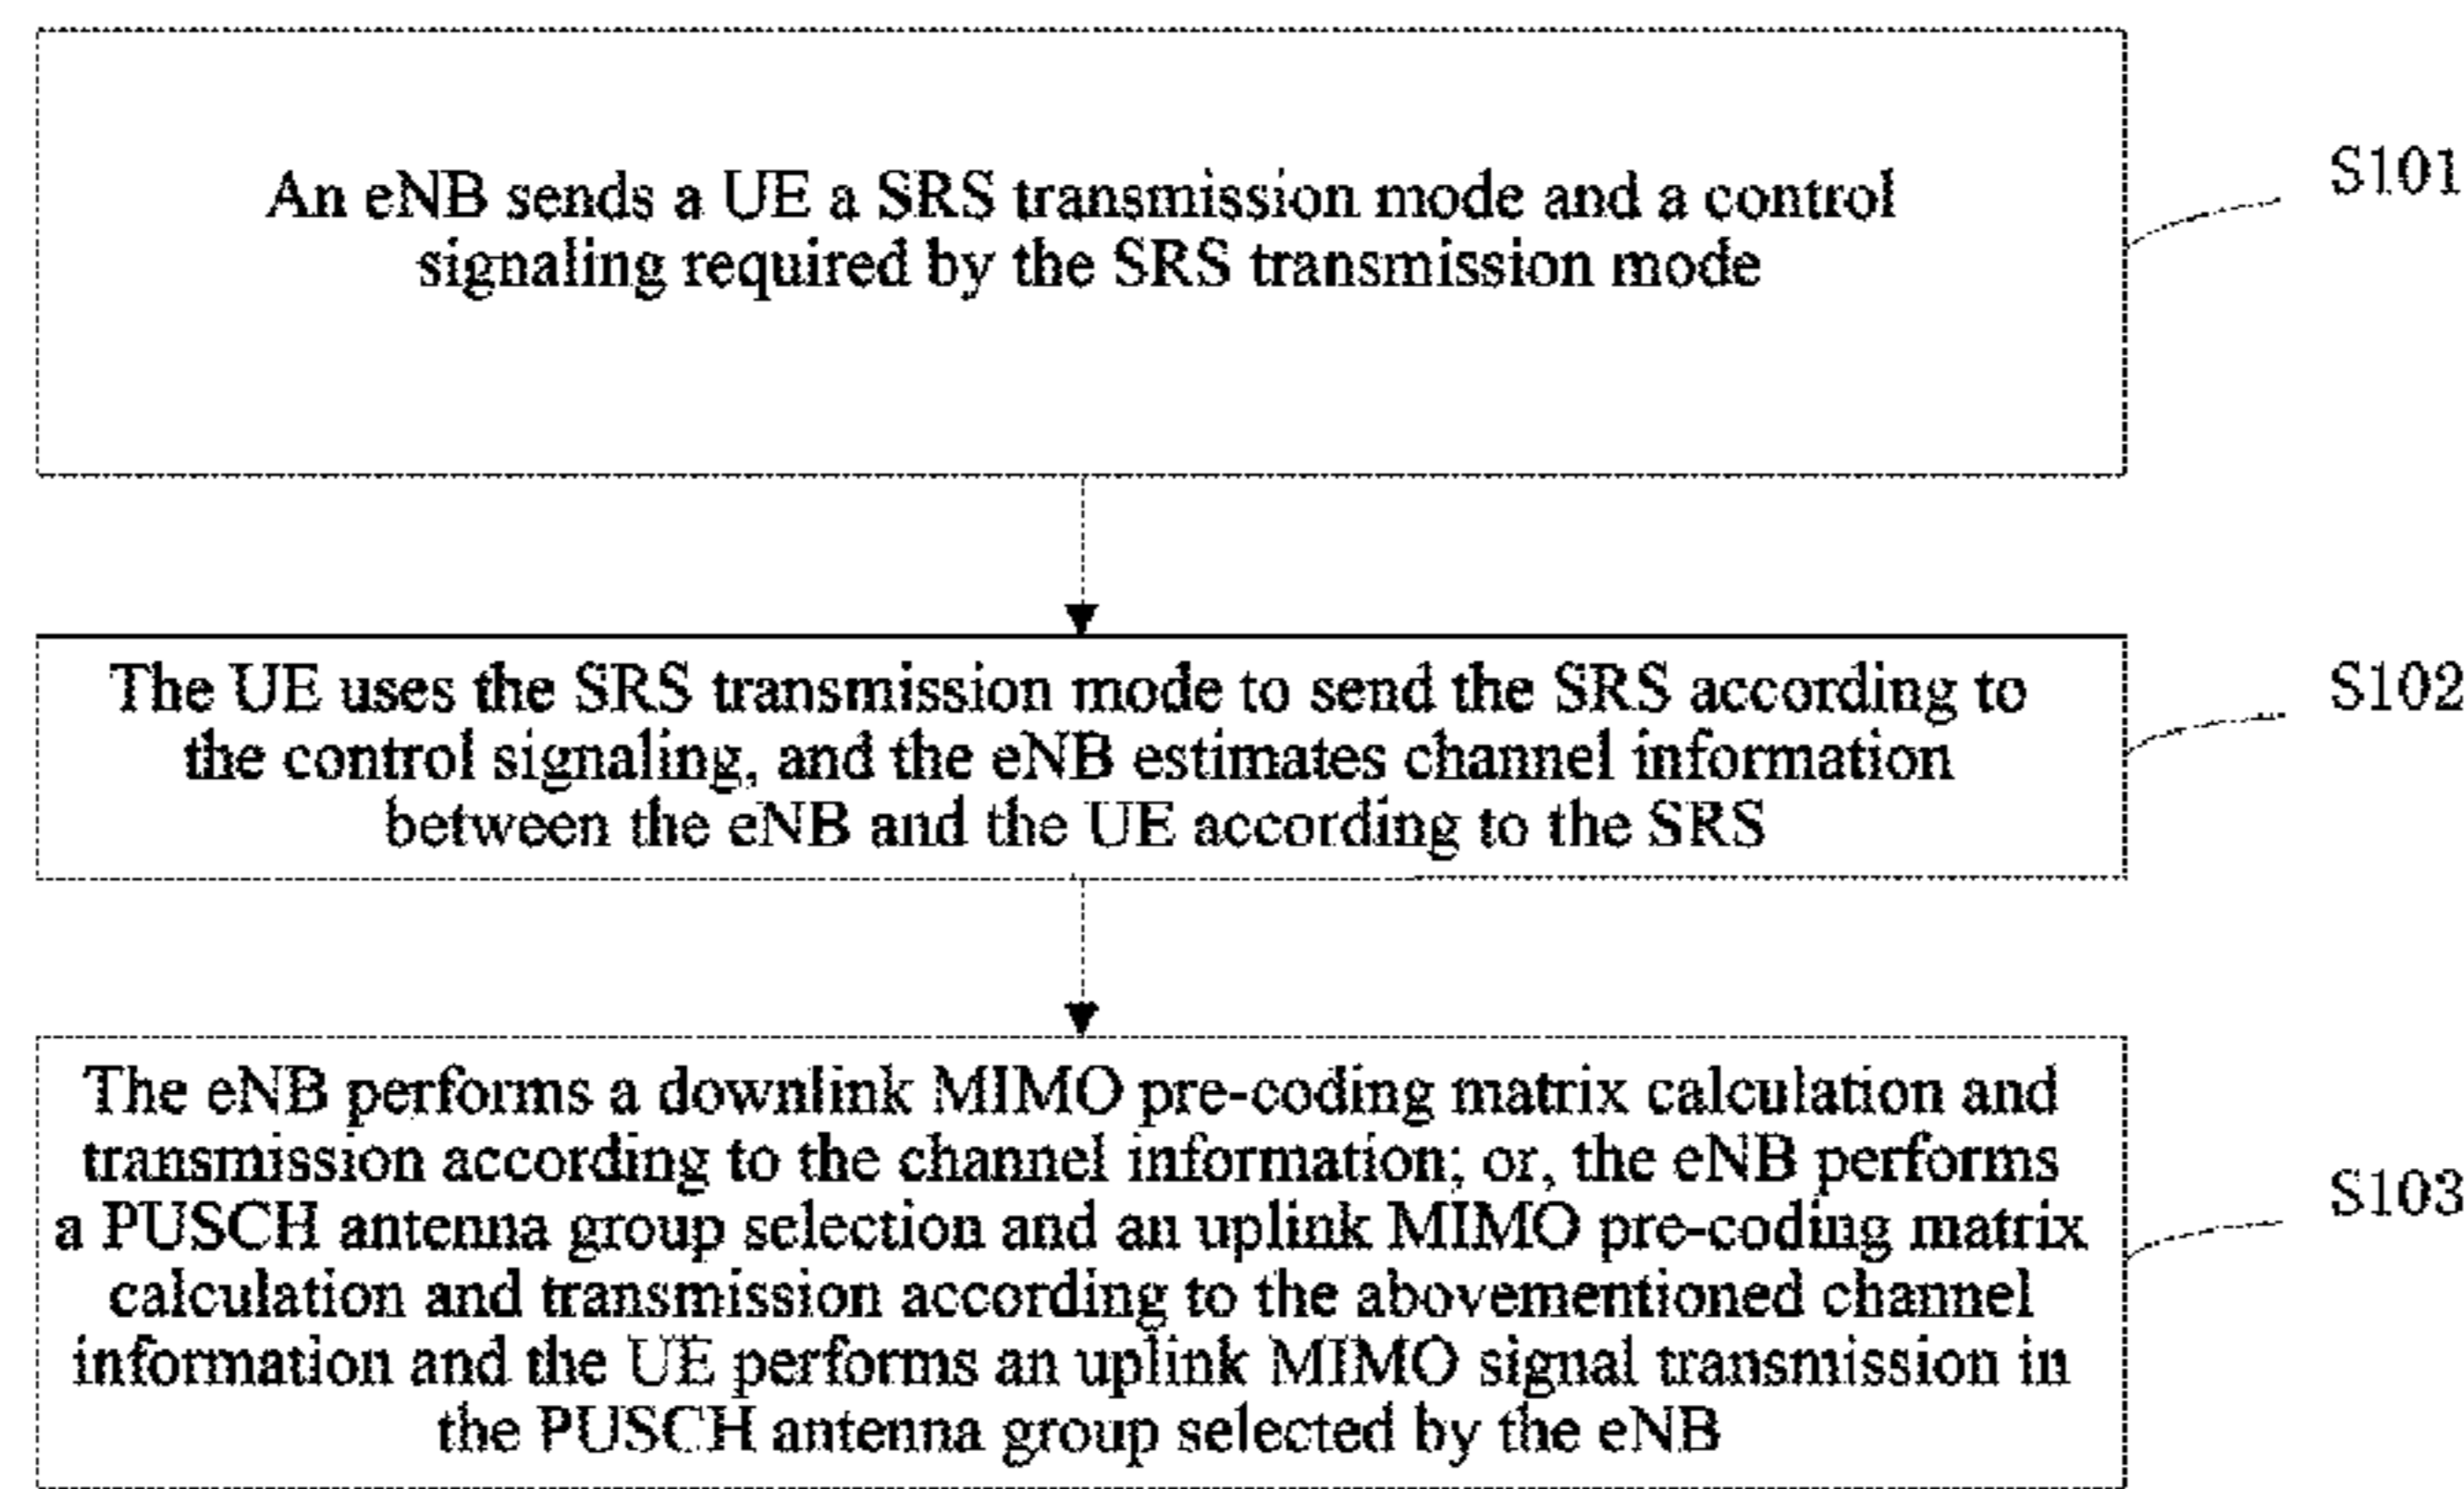 An eNB sends a UE a SRS transmission mode and a control
signaling required by the SRS transmission mode
S101
The UE uses the SRS transmission mode to send the SRS according to
the control signaling, and the eNB estimates channel information
between the eNB and the UE according to the SRS
S102
The eNB performs a downlink MIMO pre-coding matrix calculation and
transmission according to the channel information; or, the eNB performs
a PUSCH antenna group selection and an uplink MIMO pre-coding matrix
calculation and transmission according to the abovementioned channel
information and the UE performs an uplink MIMO signal transmission in
the PUSCH antenna group selected by the eNB
S103